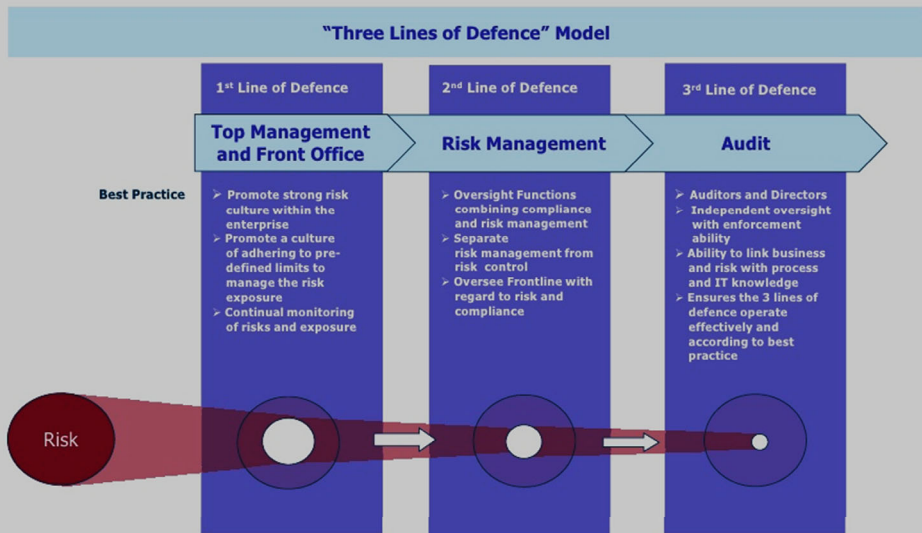 “Three Lines of Defence” Model
1st Line of Defence
2nd Line of Defence
3rd Line of Defence
Top Management
and Front Office
Risk Management
Audit
Best Practice
➢ Promote strong risk
culture within the
enterprise
➢ Promote a culture
of adhering to pre-
defined limits to
manage the risk
exposure
➢ Continual monitoring
of risks and exposure
➢ Oversight Functions
combining compliance
and risk management
➢ Separate
risk management from
risk control
➢ Oversee Frontline with
regard to risk and
compliance
➢ Auditors and Directors
➢ Independent oversight
with enforcement
ability
➢ Ability to link business
and risk with process
and IT knowledge
➢ Ensures the 3 lines of
defence operate
effectively and
according to best
practice
Risk